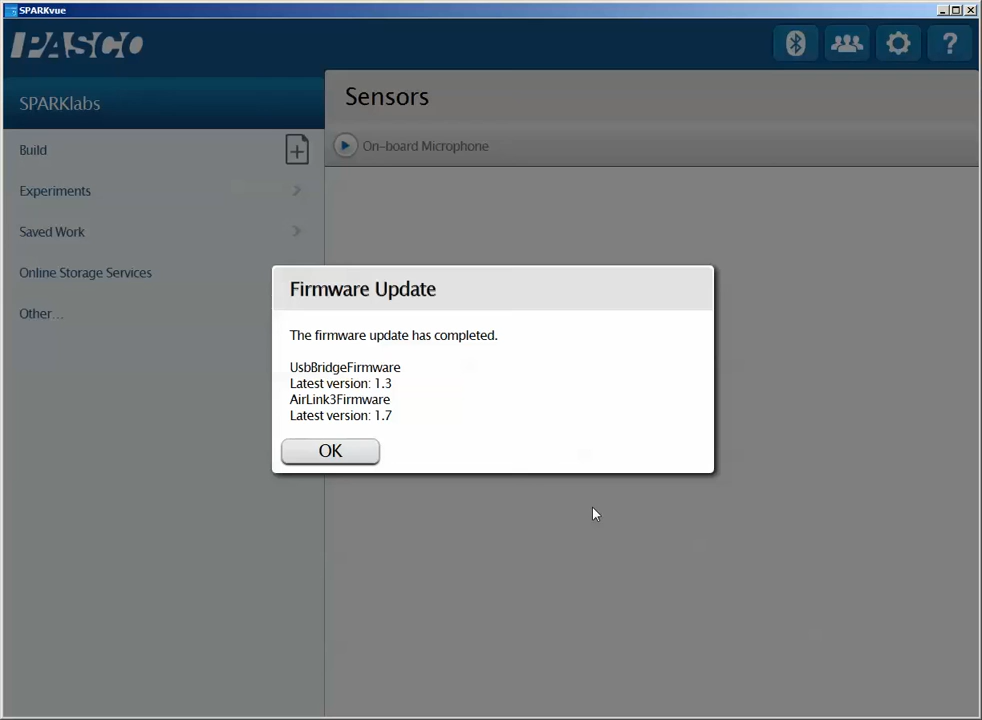 SPARKvue
PASCO
?
SPARKlabs
Sensors
Build
On-board Microphone
Experiments
Saved Work
Online Storage Services
Other...
Firmware Update
The firmware update has completed.
UsbBridgeFirmware
Latest version: 1.3
AirLink3Firmware
Latest version: 1.7
OK